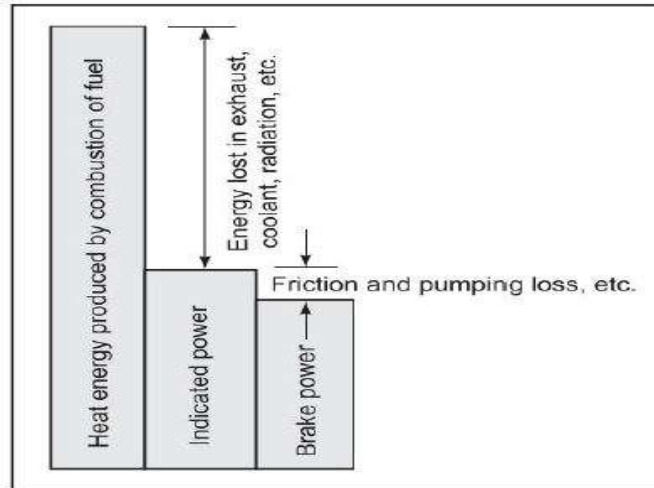 Heat energy produced by combustion of fuel
Indicated power
Brake power
Energy lost in exhaust,
coolant, radiation, etc.
Friction and pumping loss, etc.